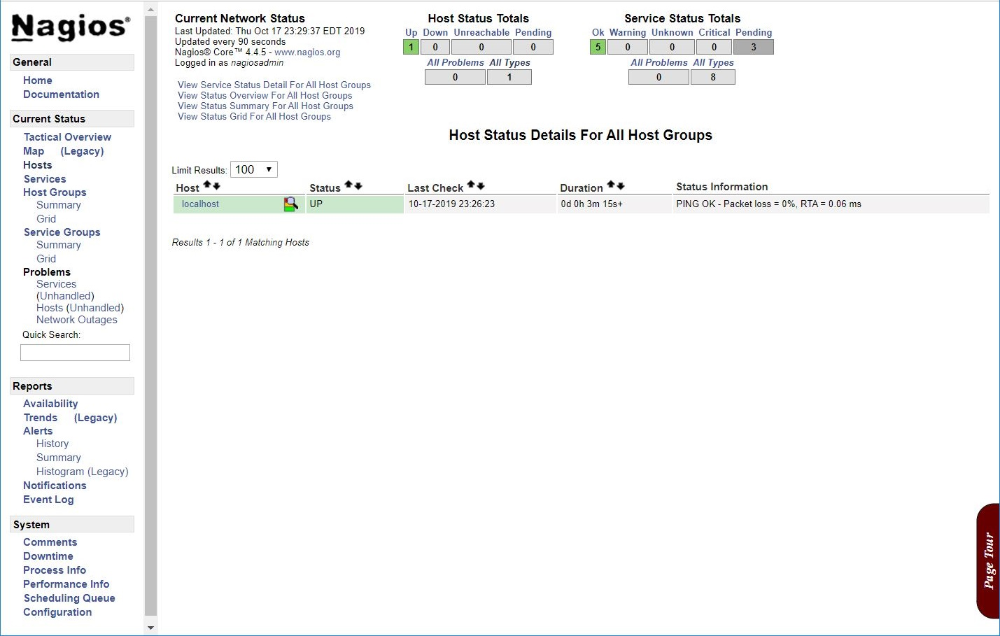 Nagios®
General
Home
Documentation
Current Status
Tactical Overview
Map (Legacy)
Hosts
Services
Host Groups
Summary
Grid
Service Groups
Summary
Grid
Problems
Services
(Unhandled)
Hosts (Unhandled)
Network Outages
Quick Search:
Reports
Availability
Trends (Legacy)
Alerts
History
Summary
Histogram (Legacy)
Notifications
Event Log
System
Comments
Downtime
Process Info
Performance Info
Scheduling Queue
Configuration
Current Network Status
Last Updated: Thu Oct 17 23:29:37 EDT 2019
Updated every 90 seconds
Nagios® Core™ 4.4.5 - www.nagios.org
Logged in as nagiosadmin
View Service Status Detail For All Host Groups
View Status Overview For All Host Groups
View Status Summary For All Host Groups
View Status Grid For All Host Groups
Host Status Totals
Up Down Unreachable Pending
1 0 0 0
All Problems All Types
0 1
Service Status Totals
Ok Warning Unknown Critical Pending
5 0 0 0 3
All Problems All Types
0 8
Host Status Details For All Host Groups
Limit Results: 100
Host Status Last Check Duration Status Information
localhost UP 10-17-2019 23:26:23 0d 0h 3m 15s+ PING OK - Packet loss = 0%, RTA = 0.06 ms
Results 1 - 1 of 1 Matching Hosts
Page Tour